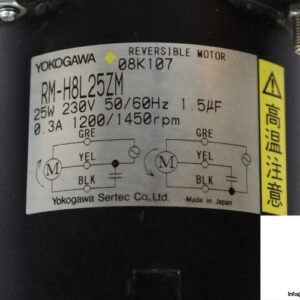 YOKOGAWA REVERSIBLE MOTOR
08K107
RM-H8L25ZM
25W 230V 50/60Hz 1.5μF
0.3A 1200/1450rpm
GRE GRE
YEL YEL
BLK BLK
M M
Yokogawa Sertec Co.,Ltd. -Made in Japan
高温注意